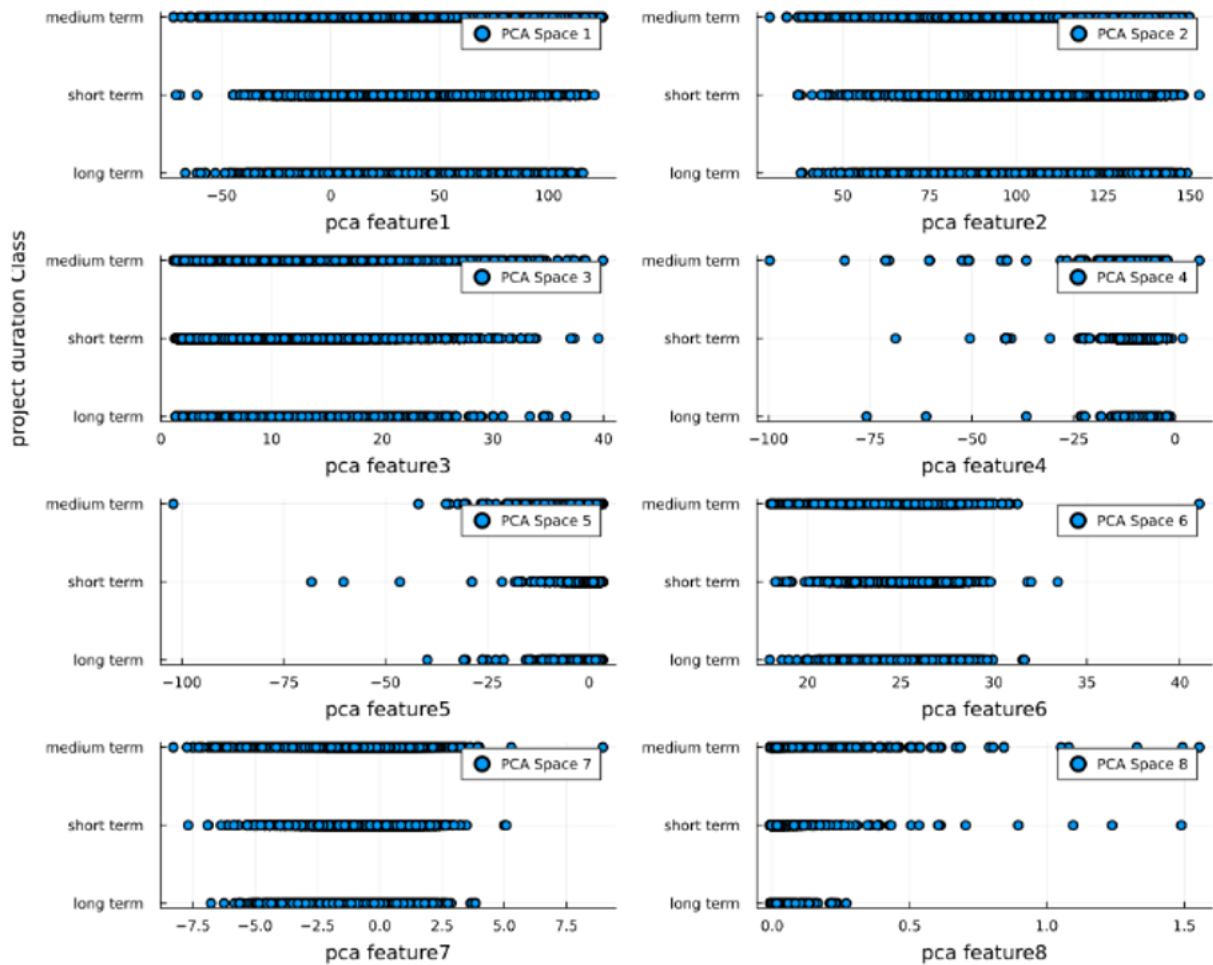 project duration Class
medium term
short term
long term
PCA Space 1
−50 0 50 100
pca feature1
medium term
short term
long term
PCA Space 2
50 75 100 125 150
pca feature2
medium term
short term
long term
PCA Space 3
0 10 20 30 40
pca feature3
medium term
short term
long term
PCA Space 4
−100 −75 −50 −25 0
pca feature4
medium term
short term
long term
PCA Space 5
−100 −75 −50 −25 0
pca feature5
medium term
short term
long term
PCA Space 6
20 25 30 35 40
pca feature6
medium term
short term
long term
PCA Space 7
−7.5 −5.0 −2.5 0.0 2.5 5.0 7.5
pca feature7
medium term
short term
long term
PCA Space 8
0.0 0.5 1.0 1.5
pca feature8